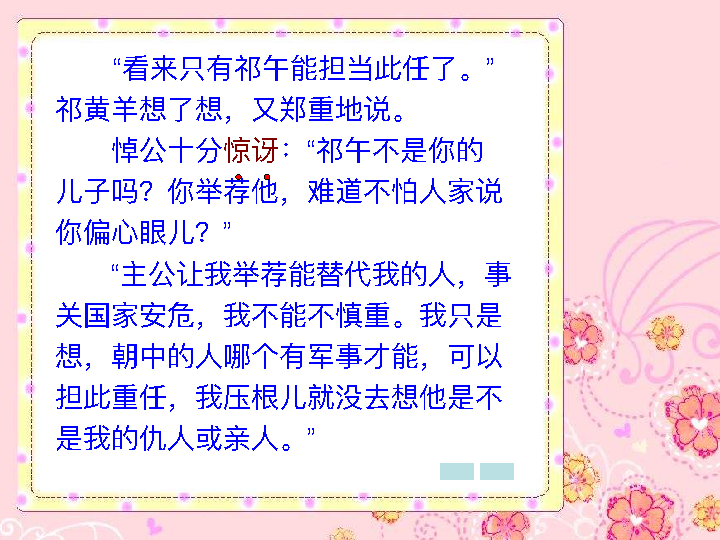 “看来只有祁午能担当此任了。”
祁黄羊想了想，又郑重地说。
悼公十分惊讶：“祁午不是你的
儿子吗？你举荐他，难道不怕人家说
你偏心眼儿？”
“主公让我举荐能替代我的人，事
关国家安危，我不能不慎重。我只是
想，朝中的人哪个有军事才能，可以
担此重任，我压根儿就没去想他是不
是我的仇人或亲人。”